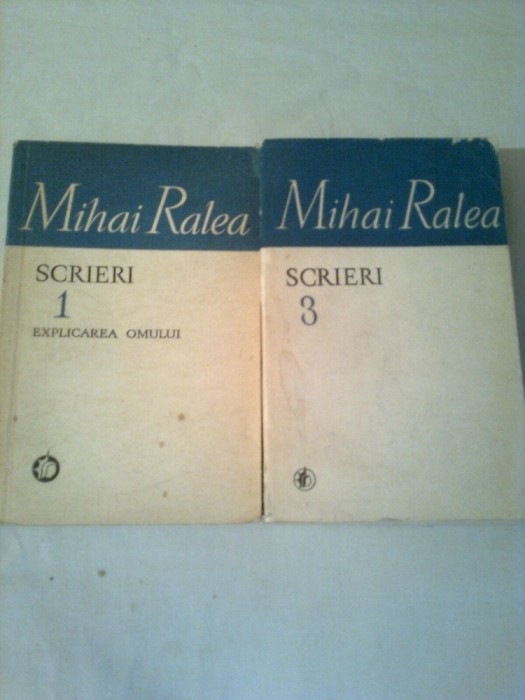 Mihai Ralea
SCRIERI
1
EXPLICAREA OMULUI
Mihai Ralea
SCRIERI
3